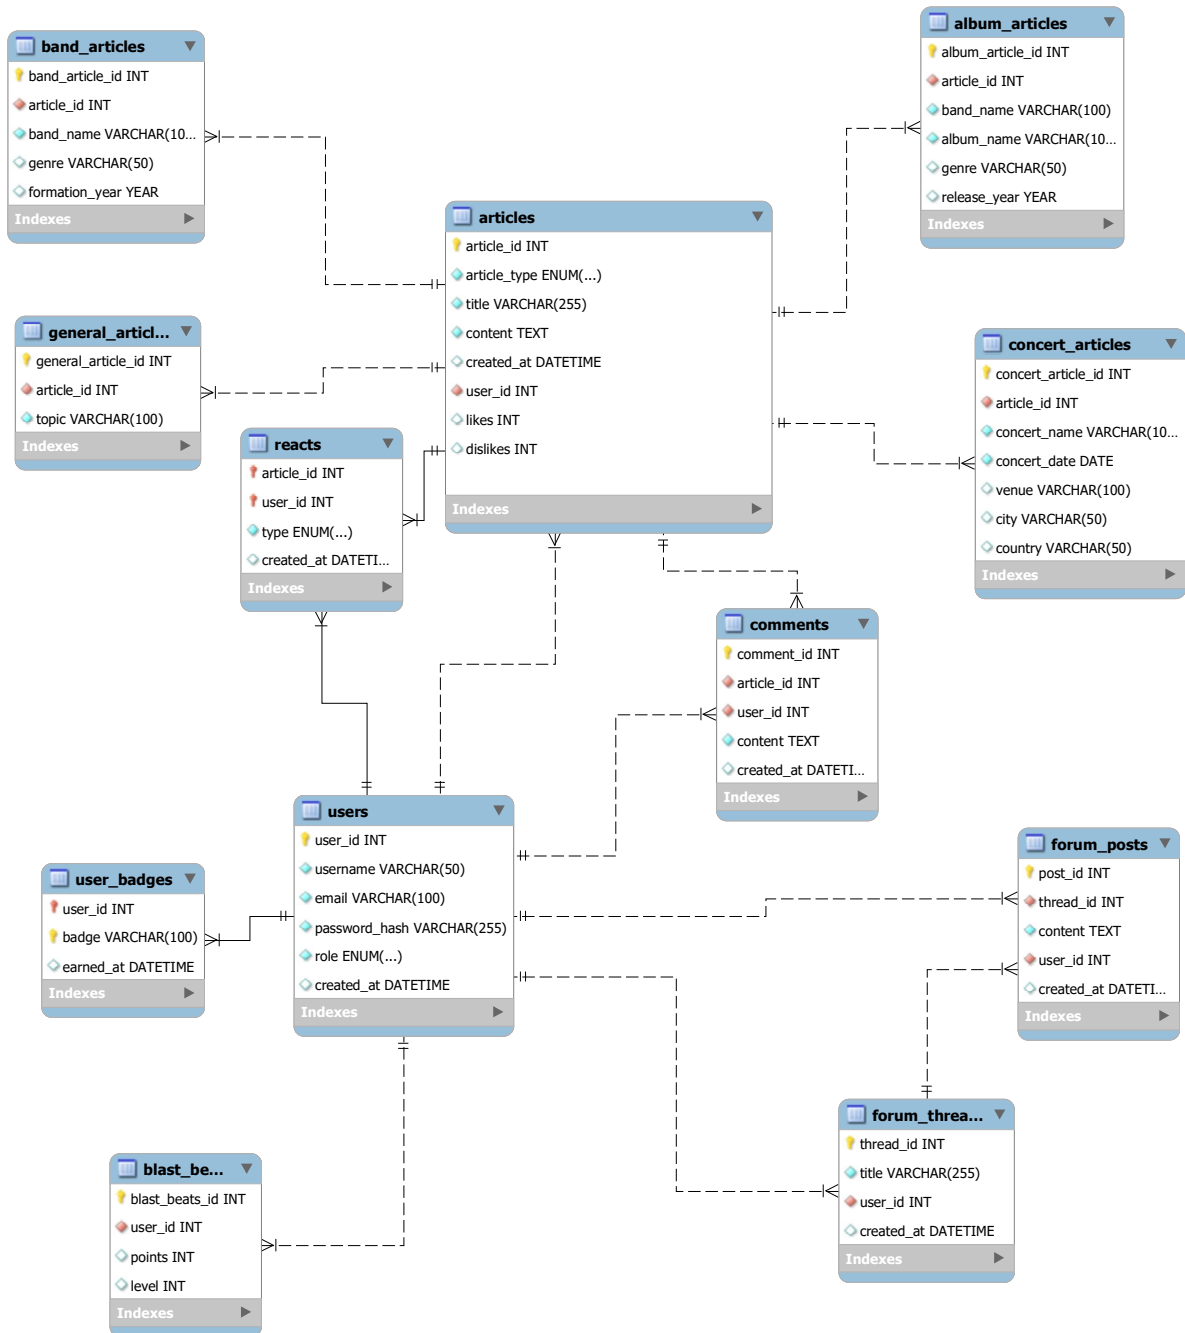 band_articles
band_article_id INT
article_id INT
band_name VARCHAR(10...
genre VARCHAR(50)
formation_year YEAR
Indexes
album_articles
album_article_id INT
article_id INT
band_name VARCHAR(100)
album_name VARCHAR(10...
genre VARCHAR(50)
release_year YEAR
Indexes
articles
article_id INT
article_type ENUM(...)
title VARCHAR(255)
content TEXT
created_at DATETIME
user_id INT
likes INT
dislikes INT
Indexes
general_articl...
general_article_id INT
article_id INT
topic VARCHAR(100)
Indexes
concert_articles
concert_article_id INT
article_id INT
concert_name VARCHAR(10...
concert_date DATE
venue VARCHAR(100)
city VARCHAR(50)
country VARCHAR(50)
Indexes
reacts
article_id INT
user_id INT
type ENUM(...)
created_at DATETI...
Indexes
comments
comment_id INT
article_id INT
user_id INT
content TEXT
created_at DATETI...
Indexes
users
user_id INT
username VARCHAR(50)
email VARCHAR(100)
password_hash VARCHAR(255)
role ENUM(...)
created_at DATETIME
Indexes
user_badges
user_id INT
badge VARCHAR(100)
earned_at DATETIME
Indexes
forum_posts
post_id INT
thread_id INT
content TEXT
user_id INT
created_at DATETI...
Indexes
forum_threa...
thread_id INT
title VARCHAR(255)
user_id INT
created_at DATETIME
Indexes
blast_be...
blast_beats_id INT
user_id INT
points INT
level INT
Indexes